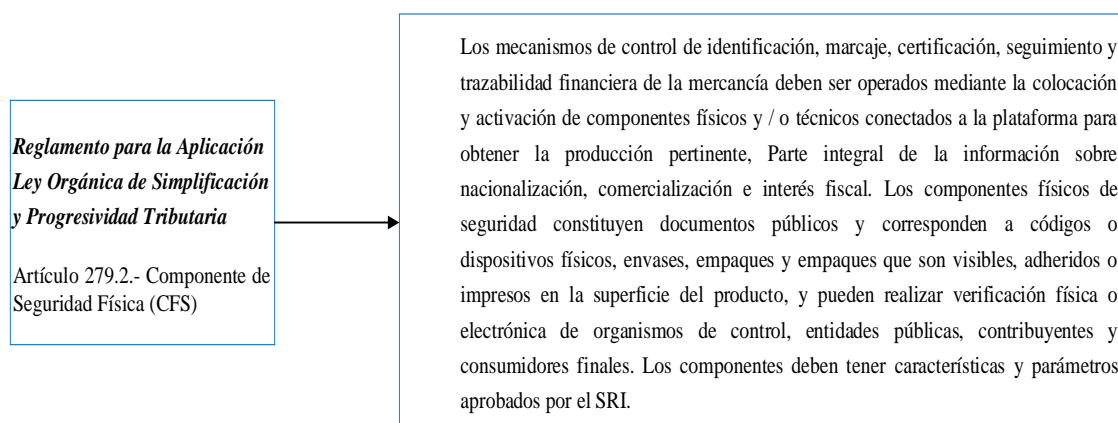 Reglamento para la Aplicación
Ley Orgánica de Simplificación
y Progresividad Tributaria
Artículo 279.2.- Componente de
Seguridad Física (CFS)
Los mecanismos de control de identificación, marcaje, certificación, seguimiento y
trazabilidad financiera de la mercancía deben ser operados mediante la colocación
y activación de componentes físicos y / o técnicos conectados a la plataforma para
obtener la producción pertinente, Parte integral de la información sobre
nacionalización, comercialización e interés fiscal. Los componentes físicos de
seguridad constituyen documentos públicos y corresponden a códigos o
dispositivos físicos, envases, empaques y empaques que son visibles, adheridos o
impresos en la superficie del producto, y pueden realizar verificación física o
electrónica de organismos de control, entidades públicas, contribuyentes y
consumidores finales. Los componentes deben tener características y parámetros
aprobados por el SRI.